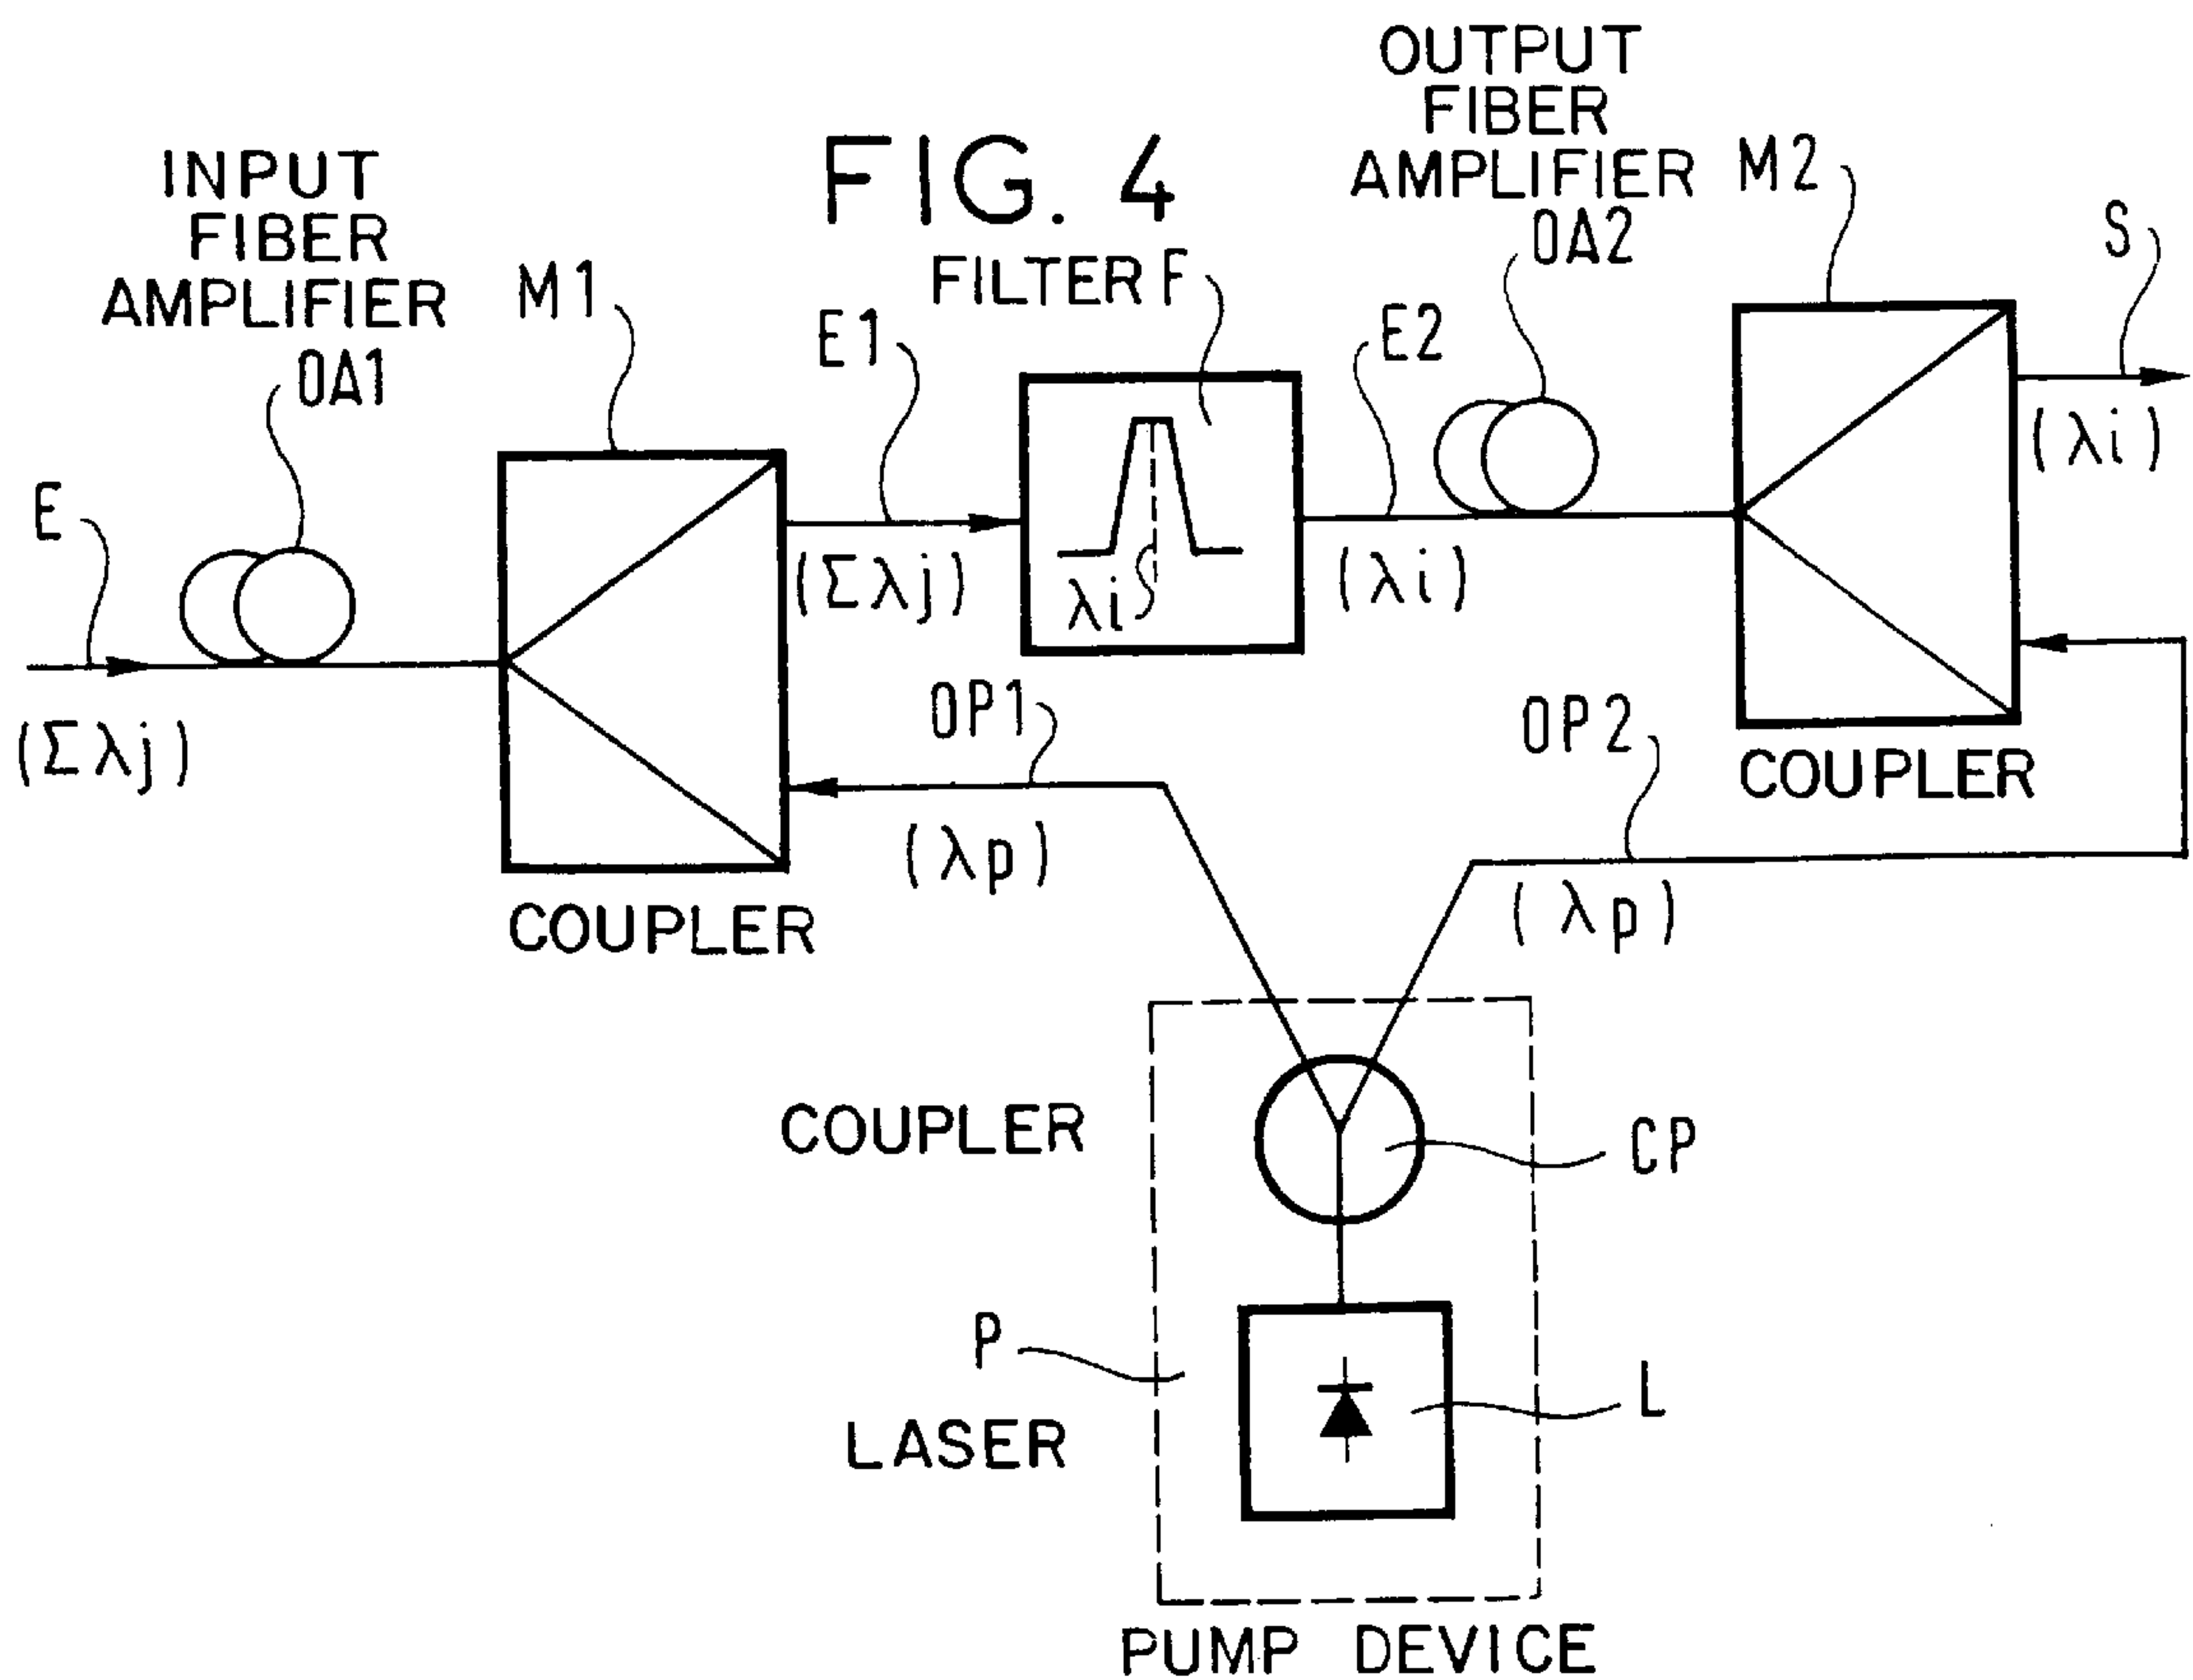 FIG. 4
INPUT
FIBER
AMPLIFIER
OA1
M1
E
(Σλj)
COUPLER
E1
(Σλj)
FILTER F
λi
E2
(λi)
OUTPUT
FIBER
AMPLIFIER
OA2
M2
S
(λi)
COUPLER
OP1
(λp)
OP2
(λp)
COUPLER
CP
P
LASER
L
PUMP DEVICE